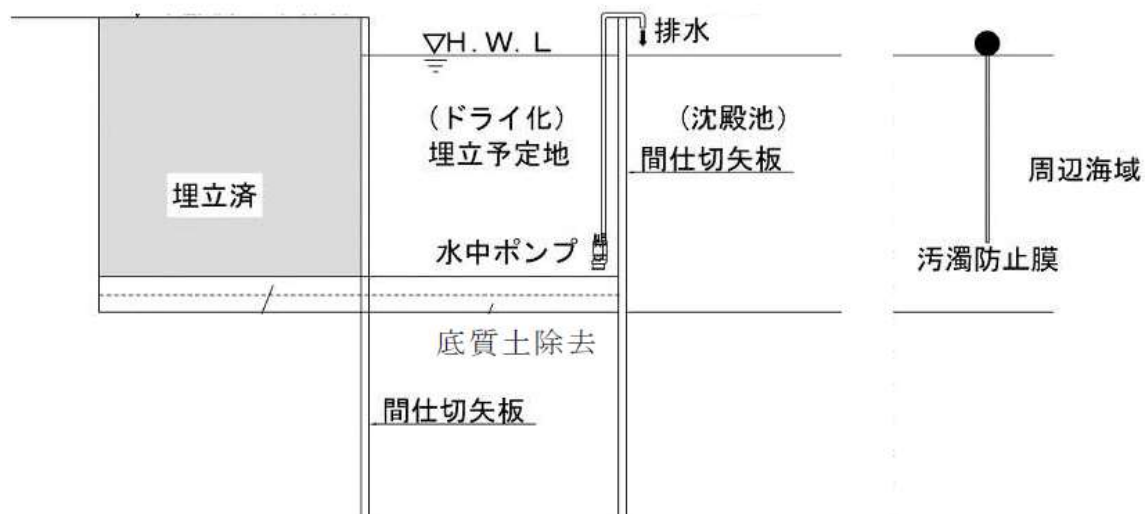 排水
▽H.W.L
(ドライ化)
埋立予定地
(沈殿池)
間仕切矢板
周辺海域
埋立済
水中ポンプ
汚濁防止膜
底質土除去
間仕切矢板